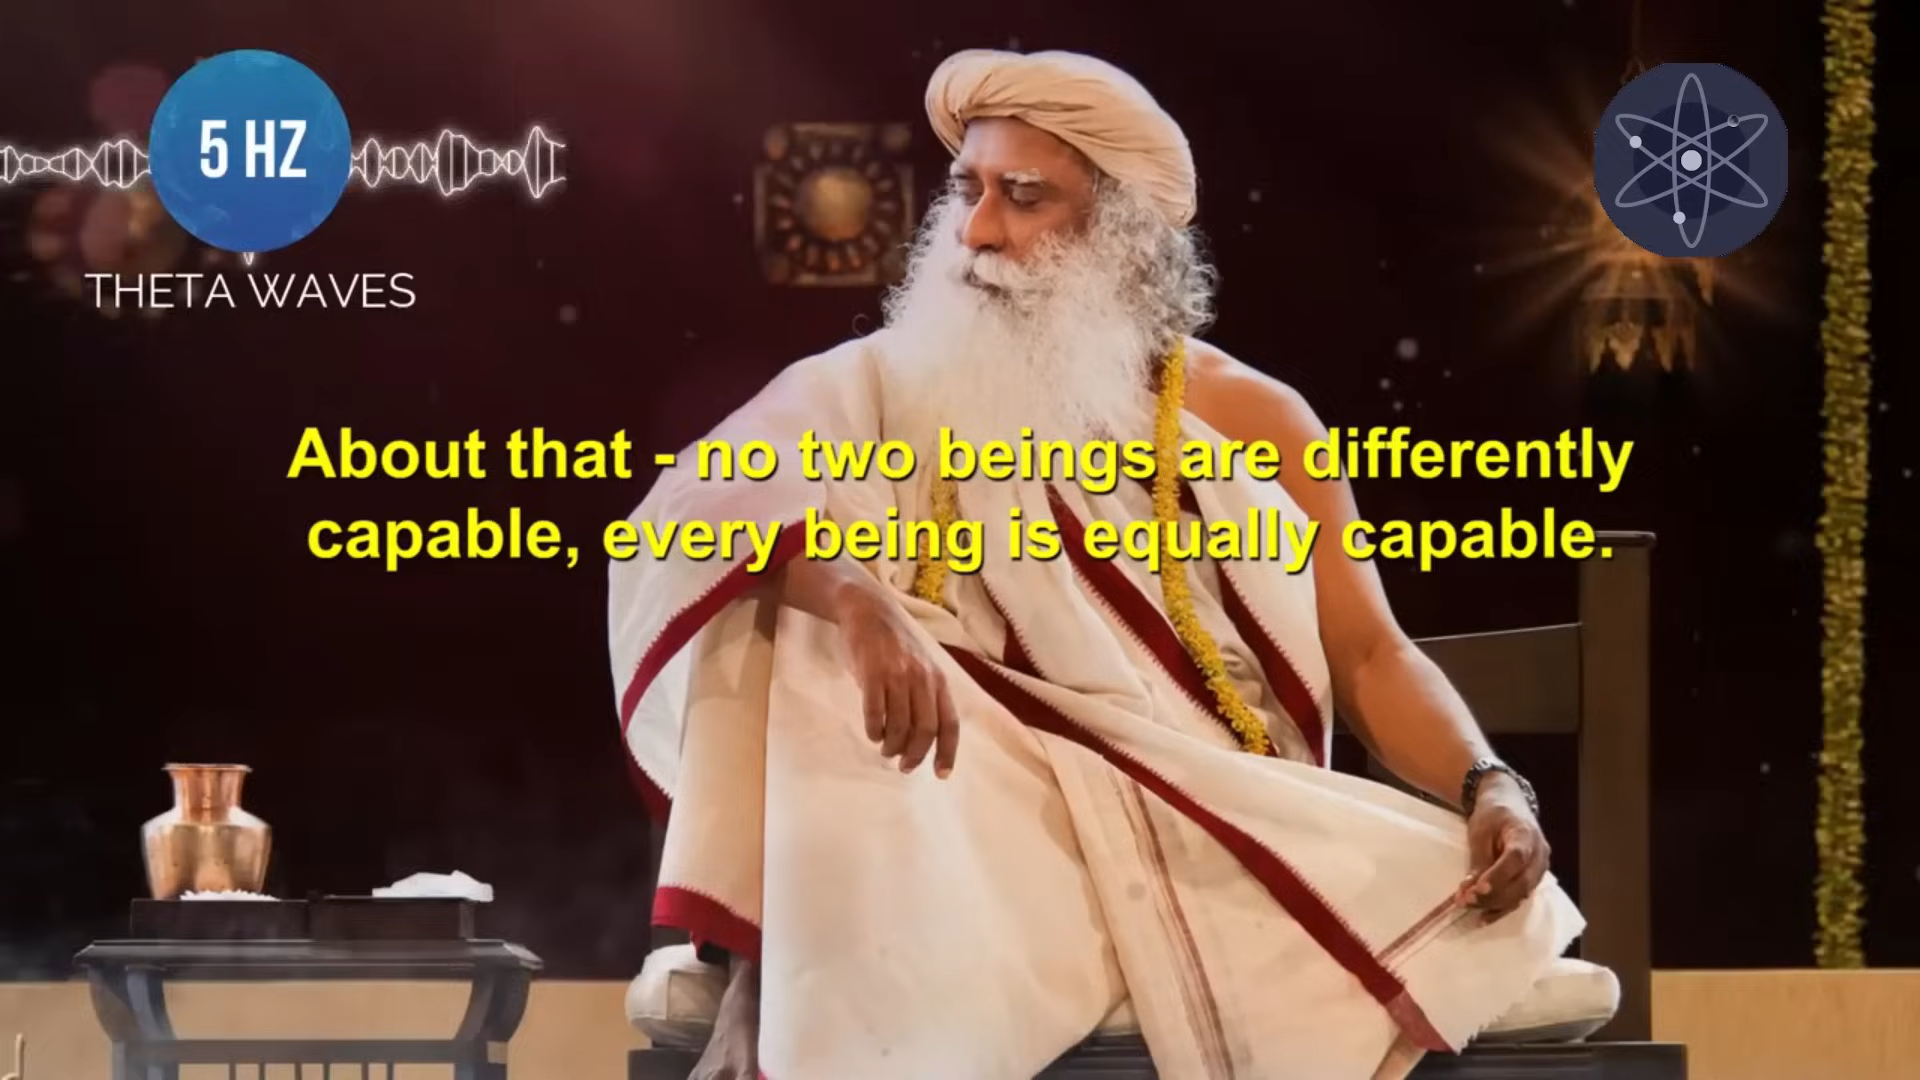 5 HZ
THETA WAVES
About that - no two beings are differently
capable, every being is equally capable.